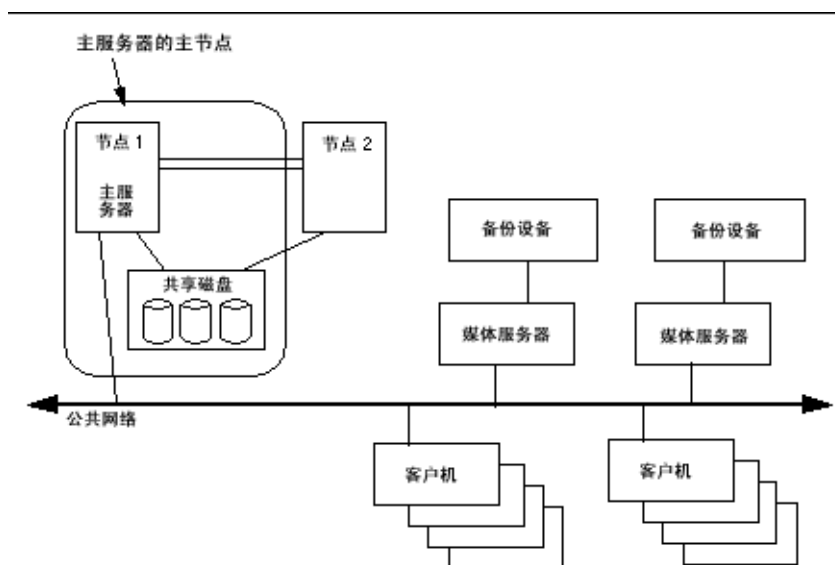 主服务器的主节点
节点 1
节点 2
主服
务器
备份设备
备份设备
共享磁盘
媒体服务器
媒体服务器
公共网络
客户机
客户机